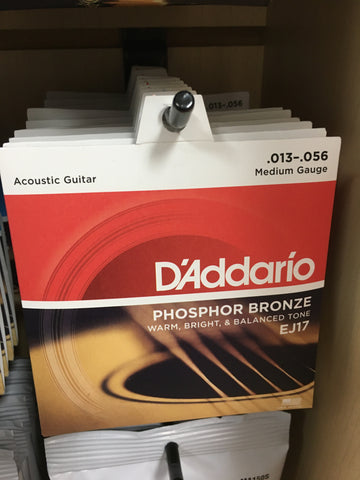 .013-.056
.013-.056
Acoustic Guitar
Medium Gauge
D'Addario
PHOSPHOR BRONZE
WARM, BRIGHT, & BALANCED TONE
EJ17